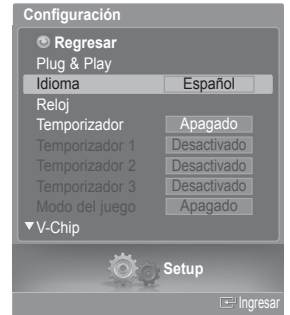 Configuración
Regresar
Plug & Play
Idioma Español
Reloj
Temporizador Apagado
Temporizador 1 Desactivado
Temporizador 2 Desactivado
Temporizador 3 Desactivado
Modo del juego Apagado
▼V-Chip
Setup
Ingresar